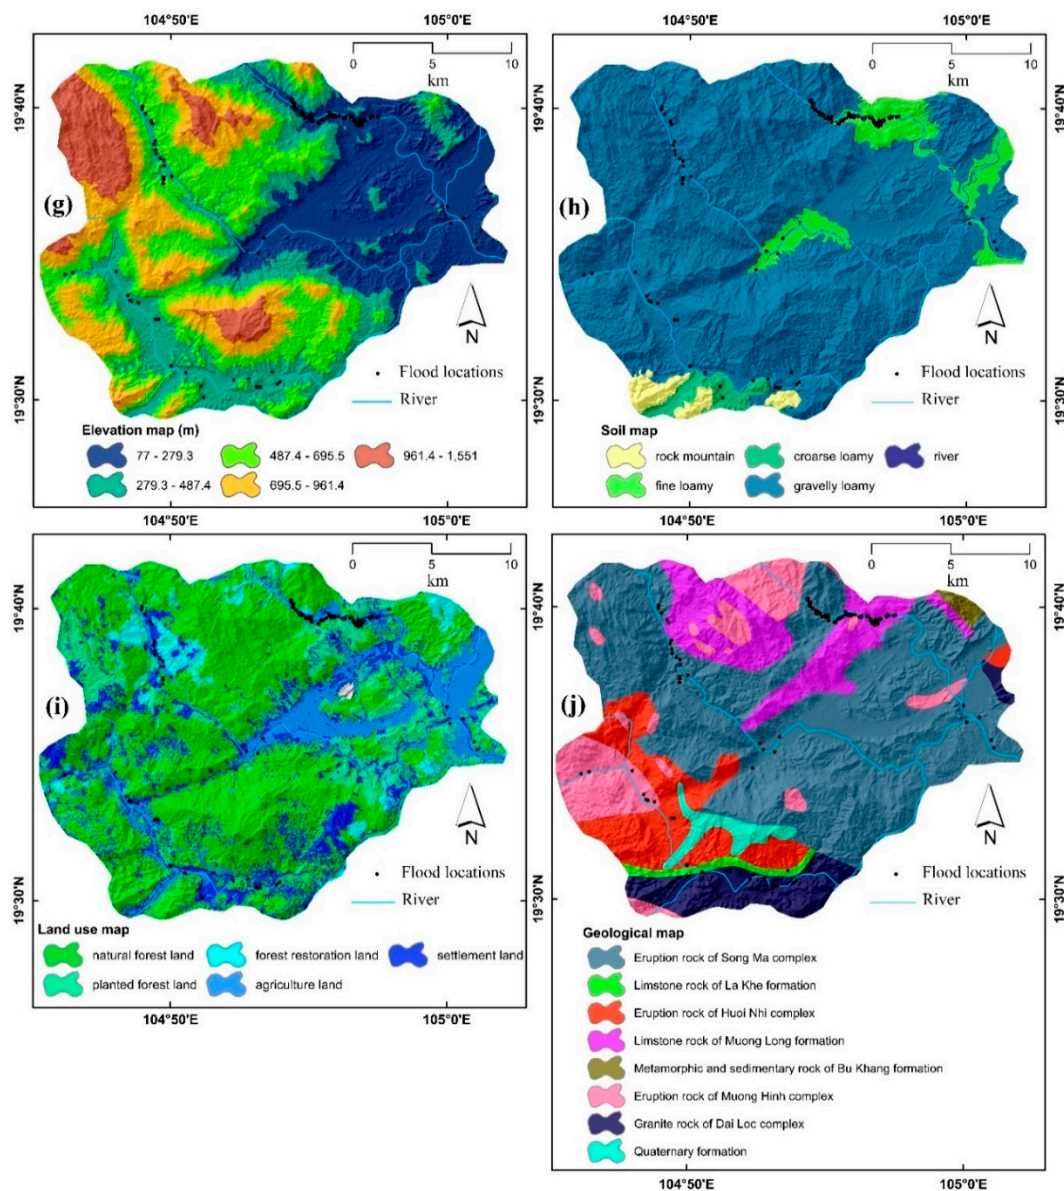 104°50'E 105°0'E 104°50'E 105°0'E
0 5 10 0 5 10
km km
19°40'N 19°40'N
(g) (h)
N N
Flood locations Flood locations
19°30'N River River 19°30'N
Elevation map (m) Soil map
77 - 279.3 487.4 - 695.5 961.4 - 1,551 rock mountain croarse loamy river
279.3 - 487.4 695.5 - 961.4 fine loamy gravelly loamy
104°50'E 105°0'E 104°50'E 105°0'E
0 5 10 0 5 10
km km
19°40'N 19°40'N
(i) (j)
N N
Flood locations Flood locations
19°30'N River River 19°30'N
Land use map Geological map
natural forest land forest restoration land settlement land Eruption rock of Song Ma complex
planted forest land agriculture land Limstone rock of La Khe formation
Eruption rock of Huoi Nhi complex
Limstone rock of Muong Long formation
Metamorphic and sedimentary rock of Bu Khang formation
Eruption rock of Muong Hinh complex
Granite rock of Dai Loc complex
Quaternary formation
104°50'E 105°0'E 104°50'E 105°0'E